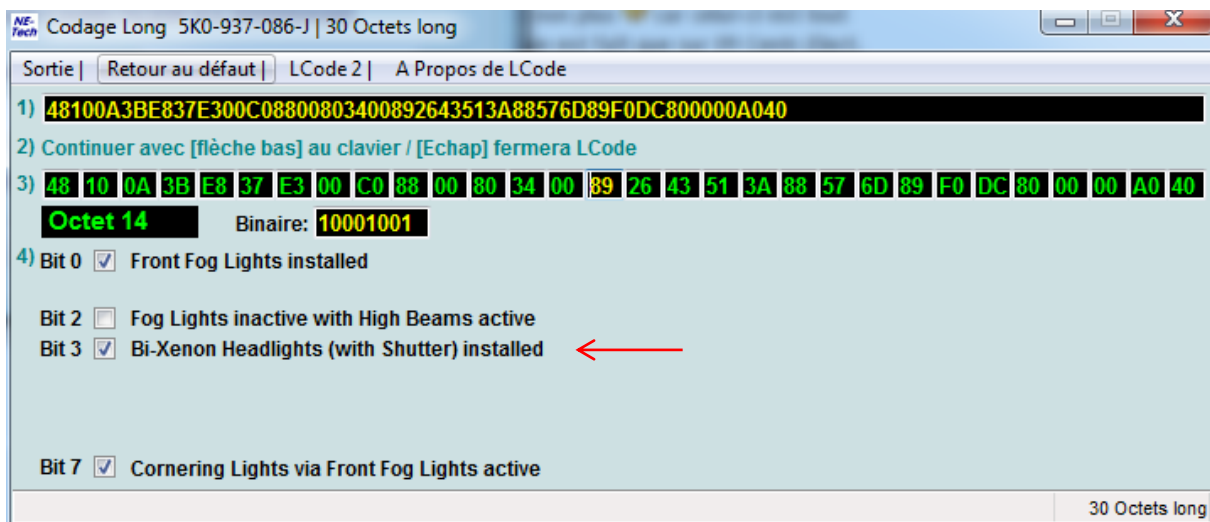 NE-Tech Codage Long 5K0-937-086-J | 30 Octets long
Sortie | Retour au défaut | LCode 2 | A Propos de LCode
1) 48100A3BE837E300C08800803400892643513A88576D89F0DC800000A040
2) Continuer avec [flèche bas] au clavier / [Echap] fermera LCode
3) 48 10 0A 3B E8 37 E3 00 C0 88 00 80 34 00 89 26 43 51 3A 88 57 6D 89 F0 DC 80 00 00 A0 40
Octet 14 Binaire: 10001001
4) Bit 0 Front Fog Lights installed
Bit 2 Fog Lights inactive with High Beams active
Bit 3 Bi-Xenon Headlights (with Shutter) installed
Bit 7 Cornering Lights via Front Fog Lights active
30 Octets long